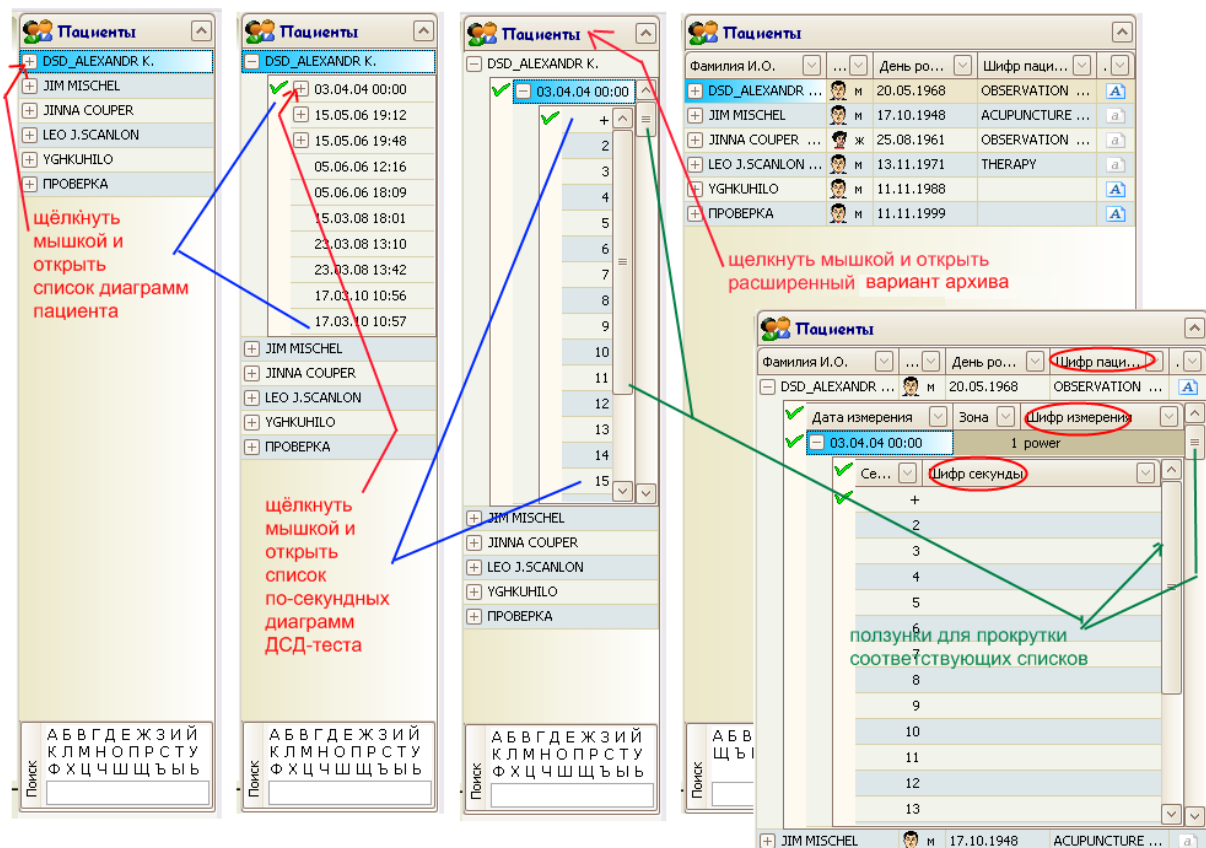 Пациенты
DSD_ALEXANDR K.
JIM MISCHEL
JINNA COUPER
LEO J.SCANLON
YGHKUHILO
ПРОВЕРКА
щёлкнуть
мышкой и
открыть
список диаграмм
пациента
Поиск
А Б В Г Д Е Ж З И Й
К Л М Н О П Р С Т У
Ф Х Ц Ч Ш Щ Ъ Ы Ь
Пациенты
DSD_ALEXANDR K.
03.04.04 00:00
15.05.06 19:12
15.05.06 19:48
05.06.06 12:16
05.06.06 18:09
15.03.08 18:01
23.03.08 13:10
23.03.08 13:42
17.03.10 10:56
17.03.10 10:57
JIM MISCHEL
JINNA COUPER
LEO J.SCANLON
YGHKUHILO
ПРОВЕРКА
щёлкнуть
мышкой и
открыть
список
по-секундных
диаграмм
ДСД-теста
Поиск
А Б В Г Д Е Ж З И Й
К Л М Н О П Р С Т У
Ф Х Ц Ч Ш Щ Ъ Ы Ь
Пациенты
DSD_ALEXANDR K.
03.04.04 00:00
+
2
3
4
5
6
7
8
9
10
11
12
13
14
15
JIM MISCHEL
JINNA COUPER
LEO J.SCANLON
YGHKUHILO
ПРОВЕРКА
Поиск
А Б В Г Д Е Ж З И Й
К Л М Н О П Р С Т У
Ф Х Ц Ч Ш Щ Ъ Ы Ь
Пациенты
Фамилия И.О. ... День ро... Шифр паци... .
DSD_ALEXANDR ... м 20.05.1968 OBSERVATION ... A
JIM MISCHEL м 17.10.1948 ACUPUNCTURE ... a
JINNA COUPER ... ж 25.08.1961 OBSERVATION ... a
LEO J.SCANLON ... м 13.11.1971 THERAPY a
YGHKUHILO м 11.11.1988 A
ПРОВЕРКА м 11.11.1999 A
щелкнуть мышкой и открыть
расширенный вариант архива
Поиск
А Б В
Щ Ъ
Пациенты
Фамилия И.О. ... День ро... Шифр паци... .
DSD_ALEXANDR ... м 20.05.1968 OBSERVATION ... A
Дата измерения Зона Шифр измерения
03.04.04 00:00 1 power
Се... Шифр секунды
+
2
3
4
5
6
ползунки для прокрутки
7
соответствующих списков
8
9
10
11
12
13
JIM MISCHEL м 17.10.1948 ACUPUNCTURE ... a